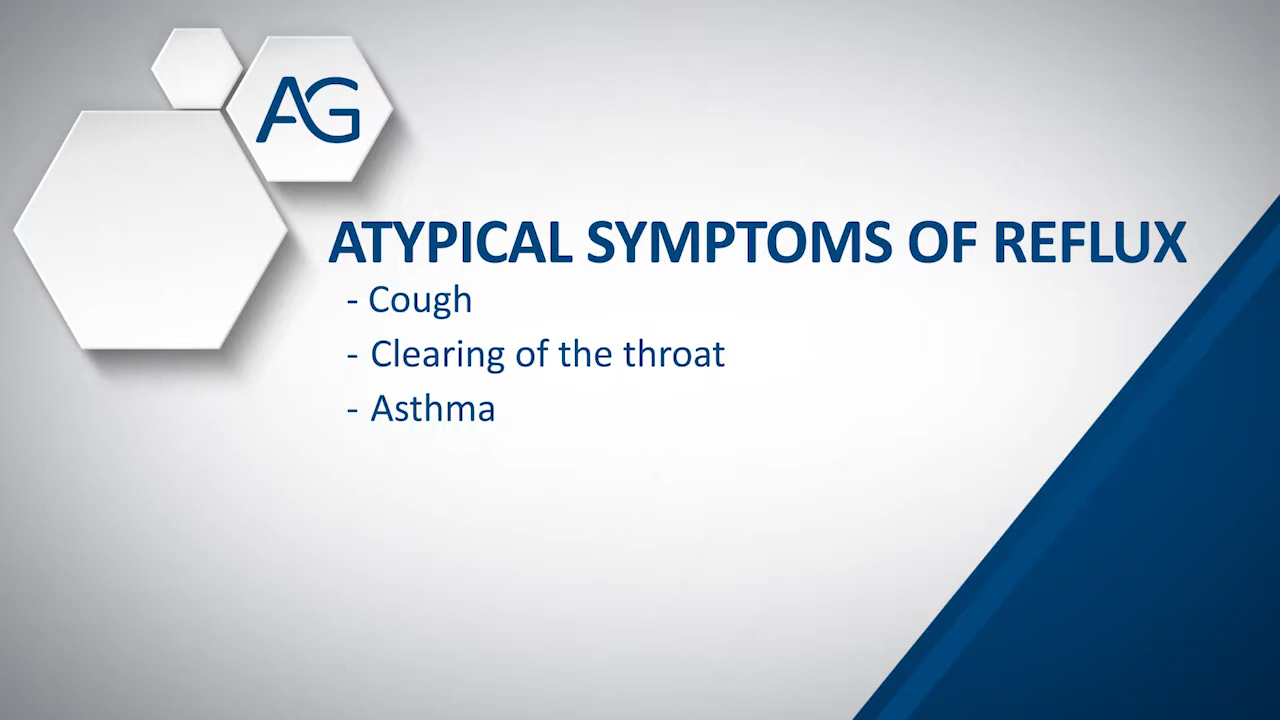 AG
ATYPICAL SYMPTOMS OF REFLUX
- Cough
- Clearing of the throat
- Asthma